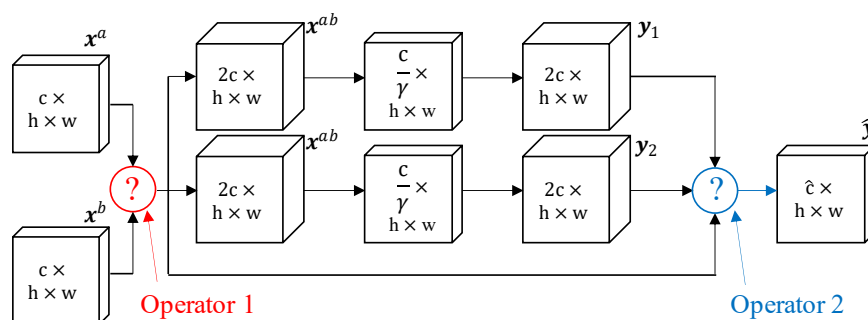 x^a
c ×
h × w
x^b
c ×
h × w
?
Operator 1
x^{ab}
2c ×
h × w
c/γ ×
h × w
y_1
2c ×
h × w
x^{ab}
2c ×
h × w
c/γ ×
h × w
y_2
2c ×
h × w
?
Operator 2
ĉ ×
h × w